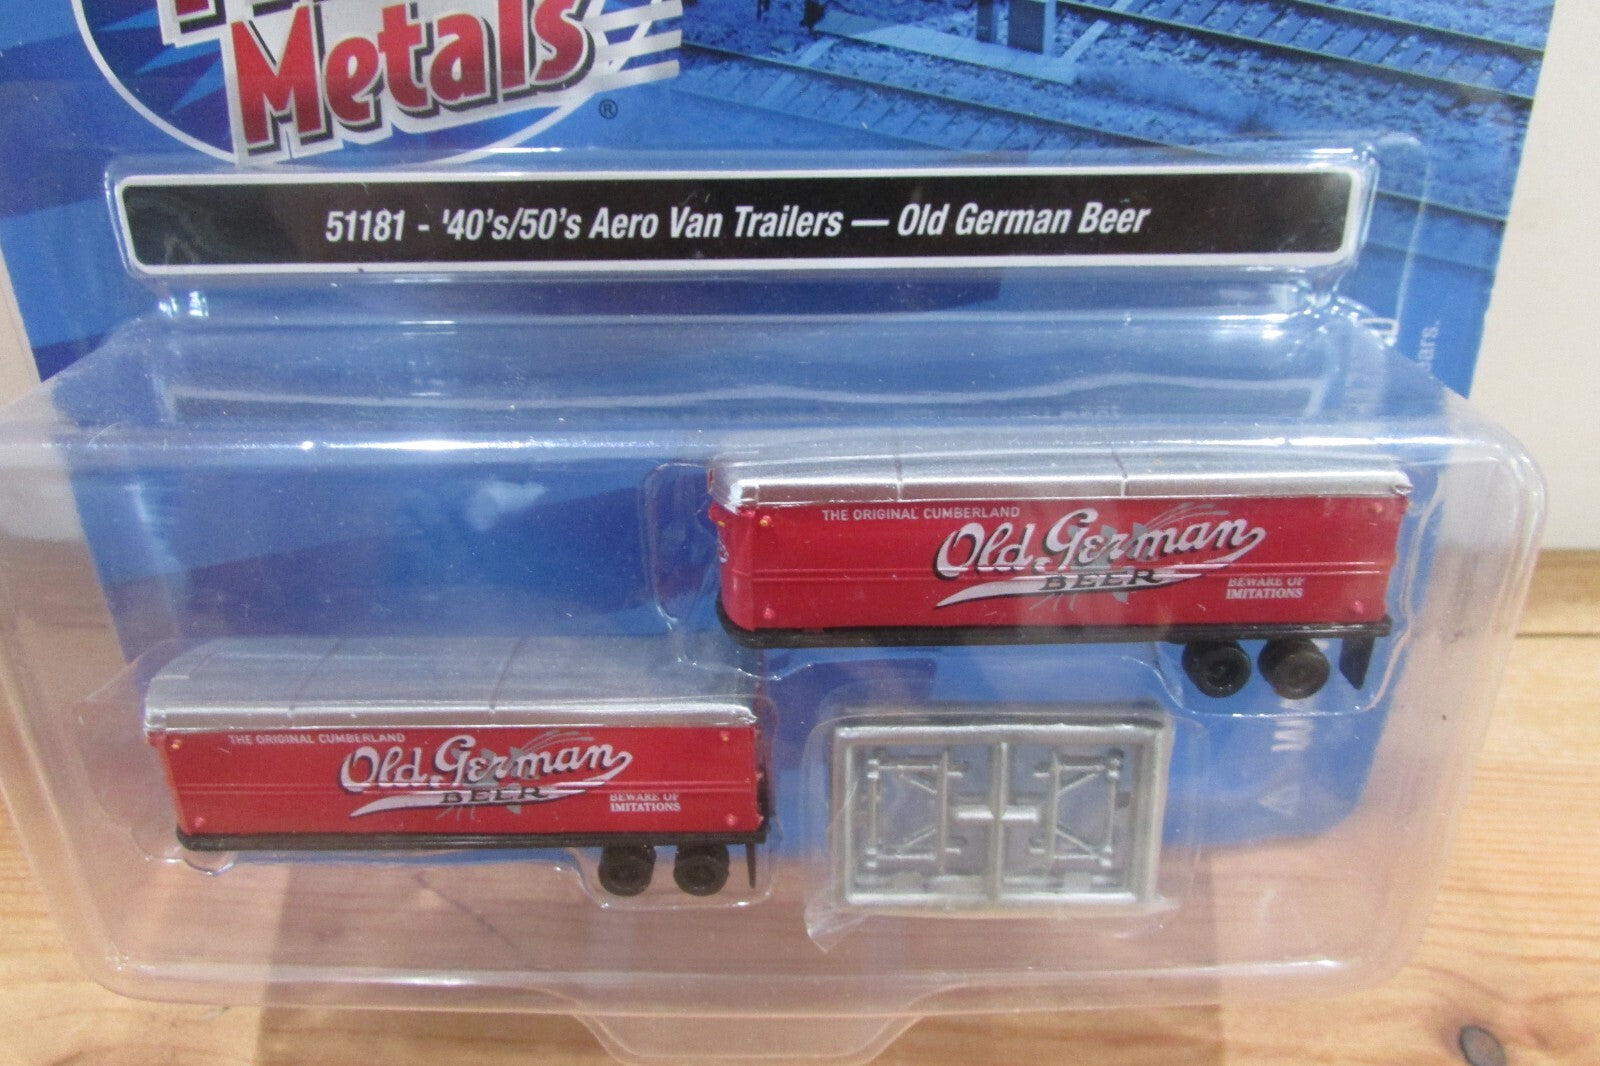 Metals
®
51181 - '40's/50's Aero Van Trailers — Old German Beer
THE ORIGINAL CUMBERLAND
Old German
BEER
BEWARE OF
IMITATIONS
THE ORIGINAL CUMBERLAND
Old German
BEER
BEWARE OF
IMITATIONS